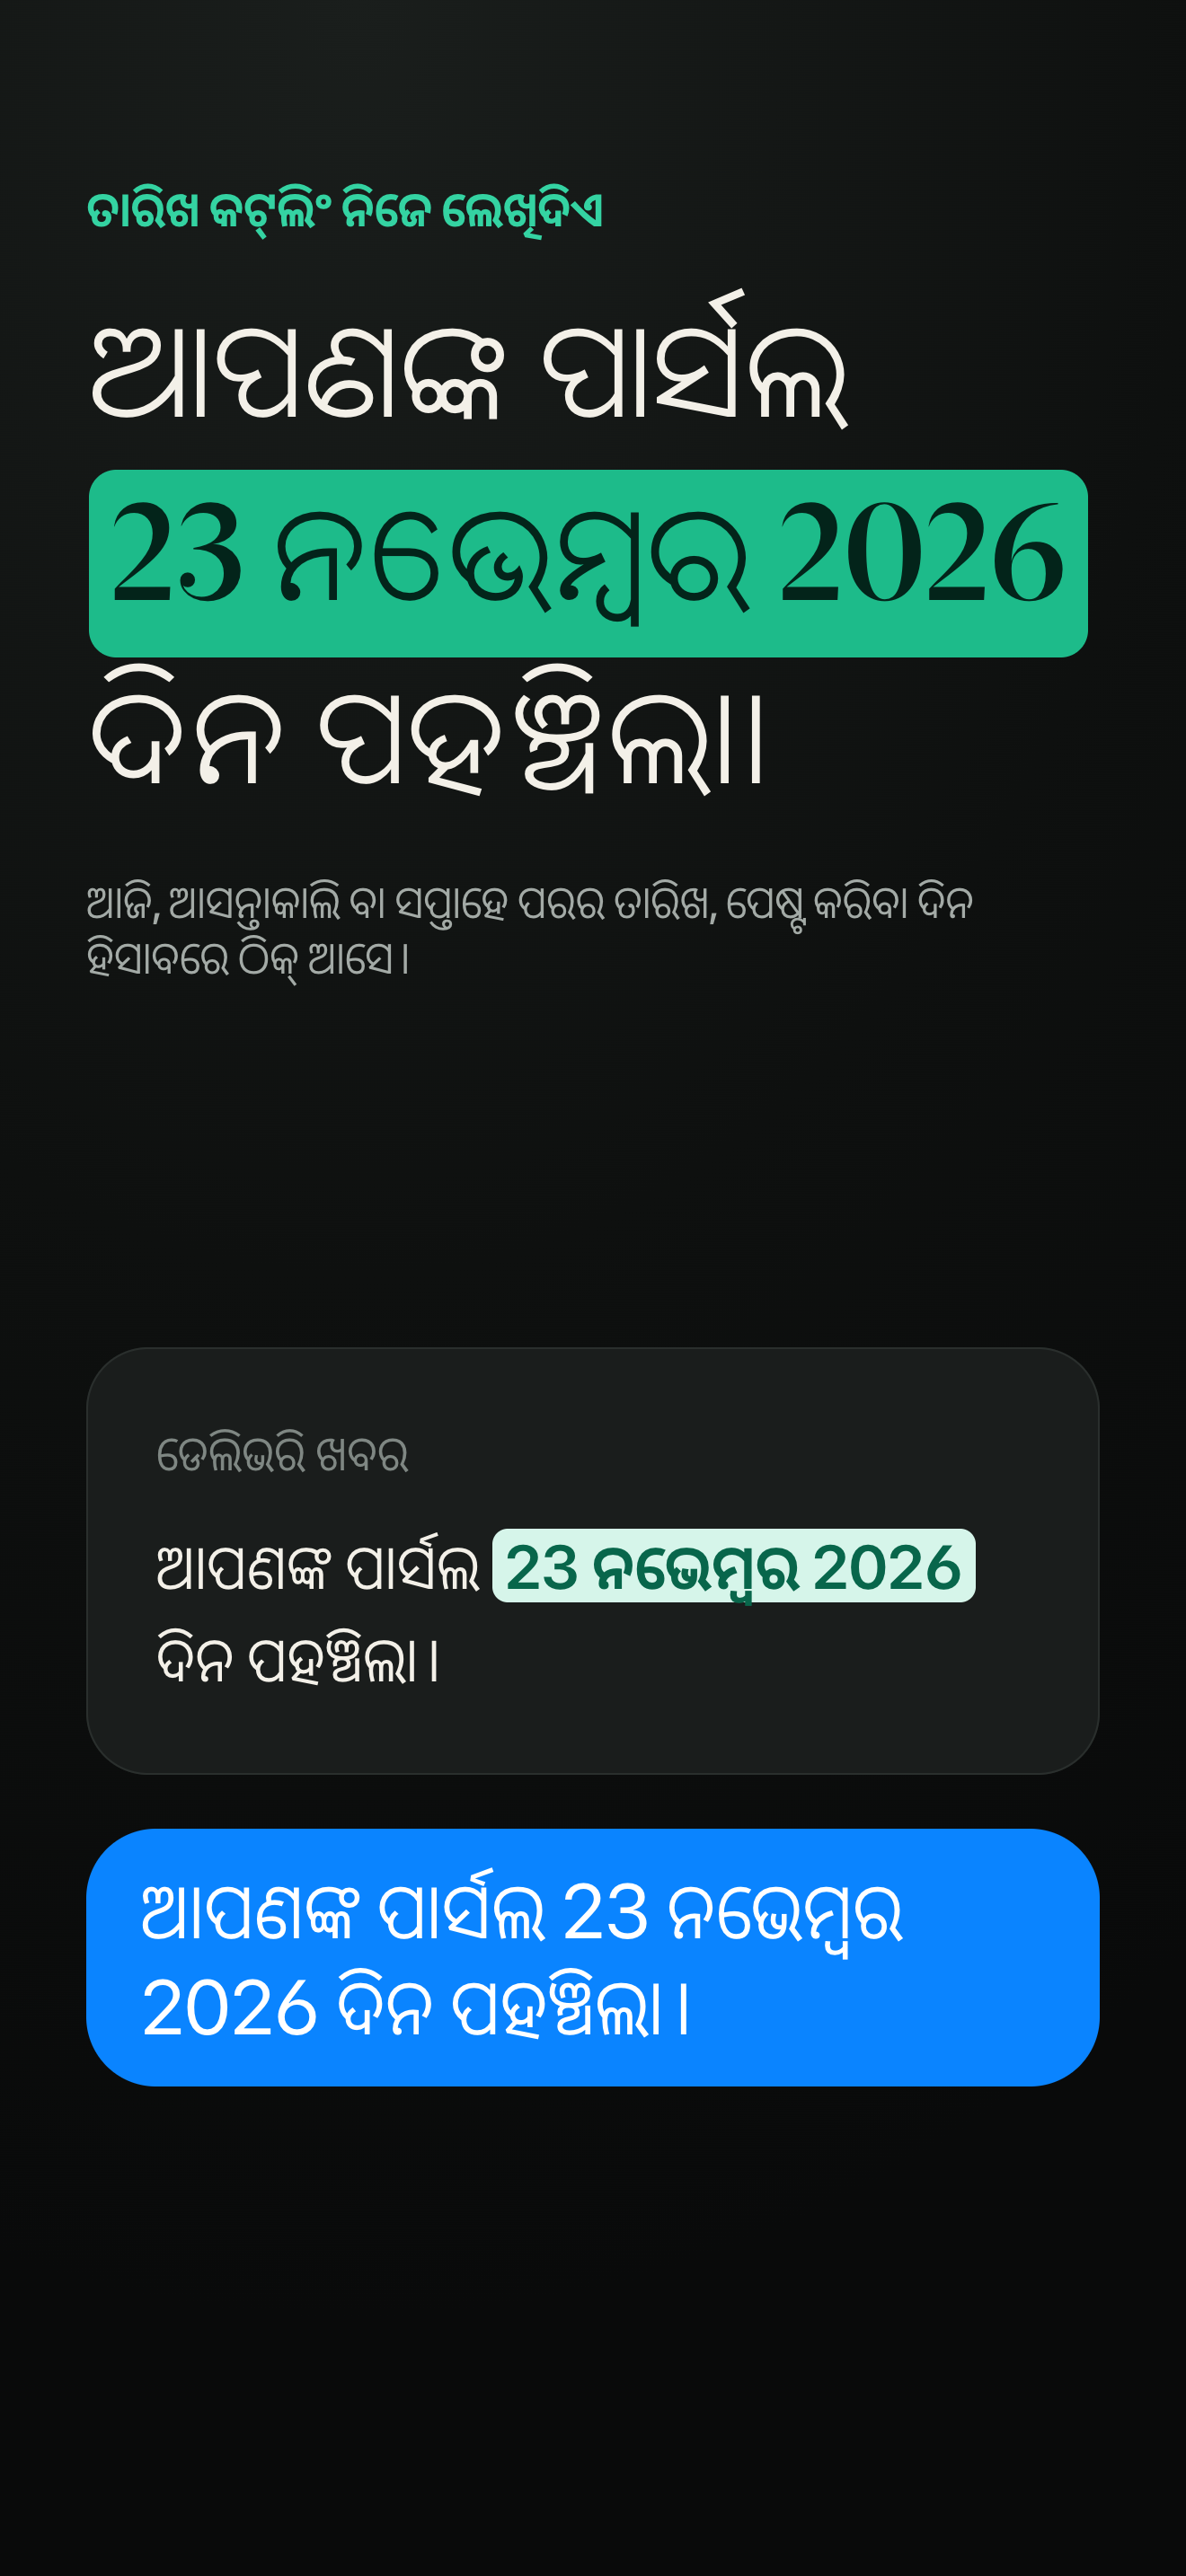 ତାରିଖ କଟ୍‌ଲିଂ ନିଜେ ଲେଖିଦିଏ
ଆପଣଙ୍କ ପାର୍ସଲ
23 ନଭେମ୍ବର 2026
ଦିନ ପହଞ୍ଚିଲା।
ଆଜି, ଆସନ୍ତାକାଲି ବା ସପ୍ତାହେ ପରର ତାରିଖ, ପେଷ୍ଟ କରିବା ଦିନ
ହିସାବରେ ଠିକ୍ ଆସେ।
ଡେଲିଭରି ଖବର
ଆପଣଙ୍କ ପାର୍ସଲ 23 ନଭେମ୍ବର 2026
ଦିନ ପହଞ୍ଚିଲା।
ଆପଣଙ୍କ ପାର୍ସଲ 23 ନଭେମ୍ବର
2026 ଦିନ ପହଞ୍ଚିଲା।